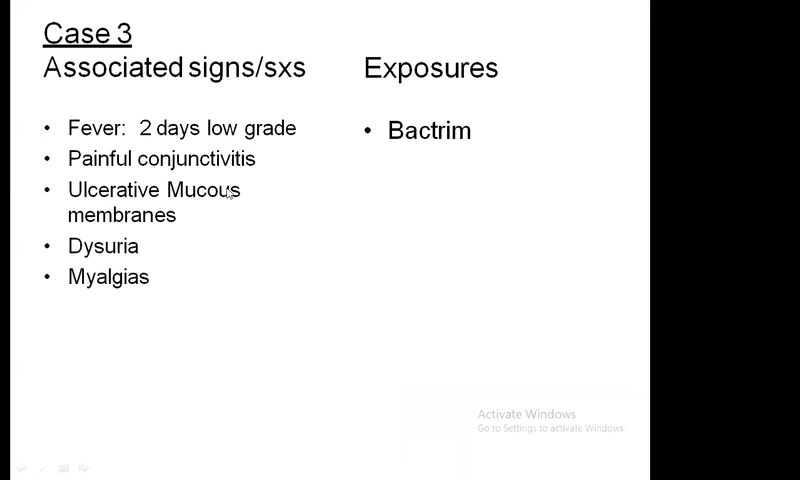 Case 3
Associated signs/sxs
Exposures
• Fever: 2 days low grade
• Painful conjunctivitis
• Ulcerative Mucous
membranes
• Dysuria
• Myalgias
• Bactrim
Activate Windows
Go to Settings to activate Windows.